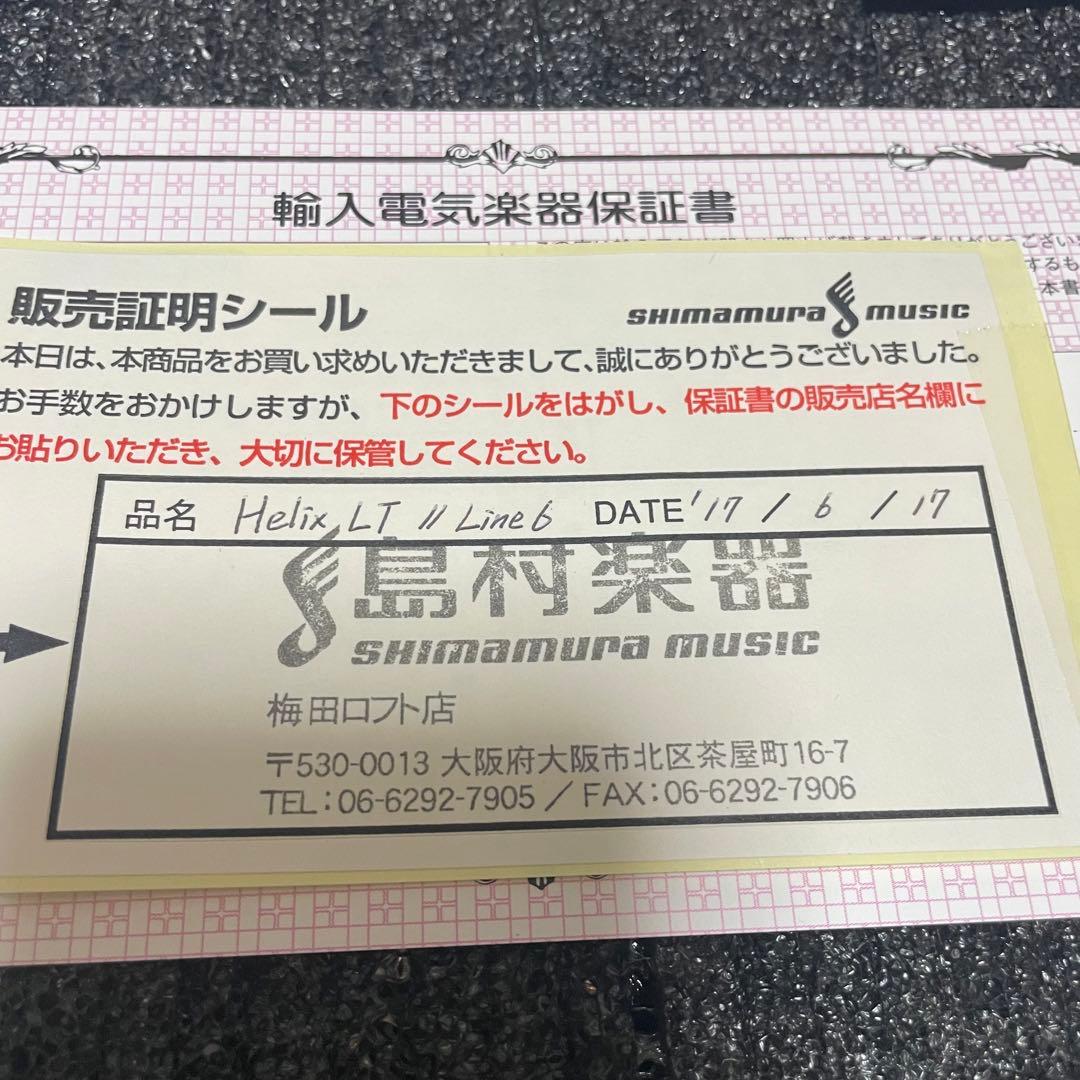 輸入電気楽器保証書
するも
本書
販売証明シール
SHIMAMURA MUSIC
本日は、本商品をお買い求めいただきまして、誠にありがとうございました。
お手数をおかけしますが、下のシールをはがし、保証書の販売店名欄に
お貼りいただき、大切に保管してください。
品名 Helix LT // Line6 DATE '17 / 6 / 17
島村楽器
SHIMAMURA MUSIC
梅田ロフト店
〒530-0013 大阪府大阪市北区茶屋町16-7
TEL:06-6292-7905 / FAX:06-6292-7906